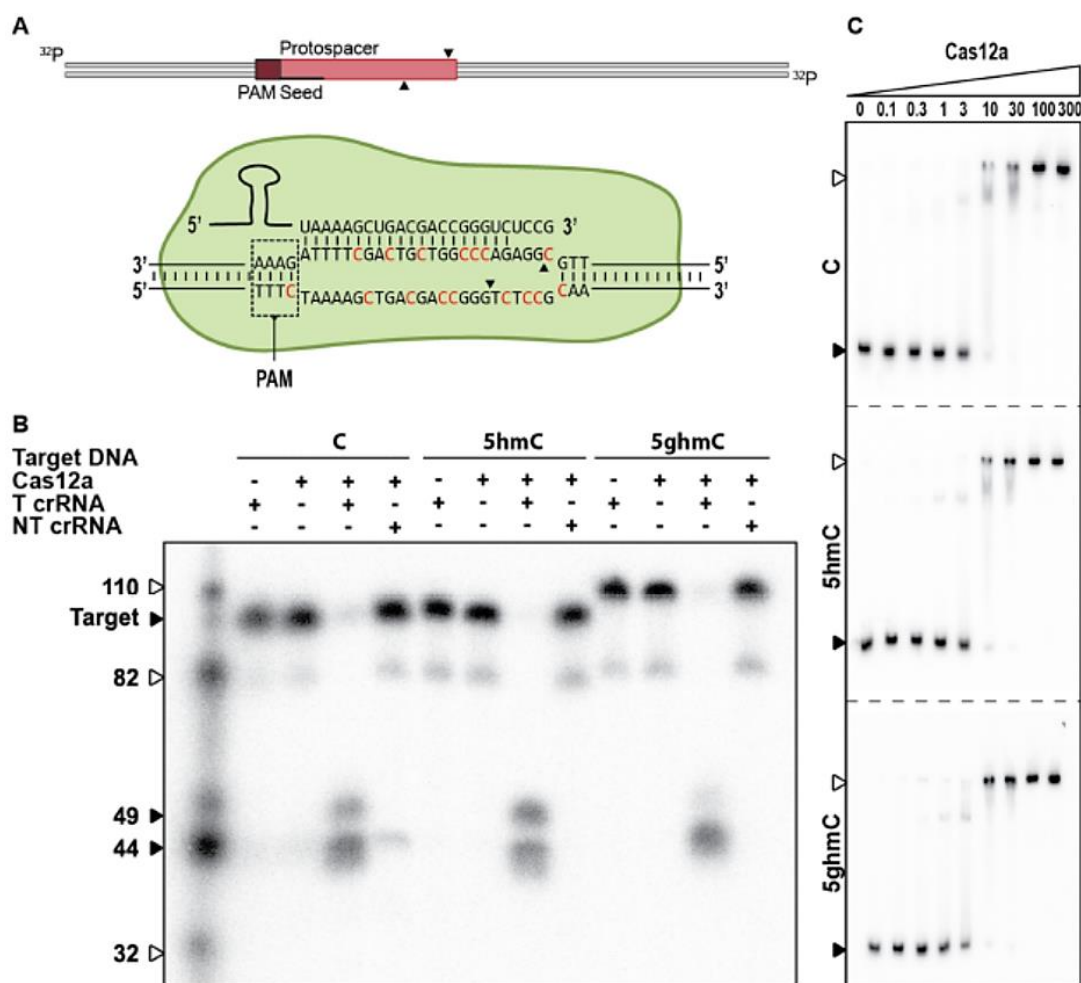 A
³²P
Protospacer
PAM Seed
³²P
5’
UAAAAGCUGACGACCGGGUCUCCG 3’
ATTTTCGACTGCTGGCCCAGAGGC
3’
AAAG
GTT
5’
5’
TTTC
TAAAAGCTGACGACCGGGTCTCCG
CAA
3’
PAM
B
C 5hmC 5ghmC
Target DNA
Cas12a - + + + - + + + - + + +
T crRNA + - + - + - + - + - + -
NT crRNA - - - + - - - + - - - +
110
Target
82
49
44
32
C
Cas12a
0 0.1 0.3 1 3 10 30 100 300
C
5hmC
5ghmC